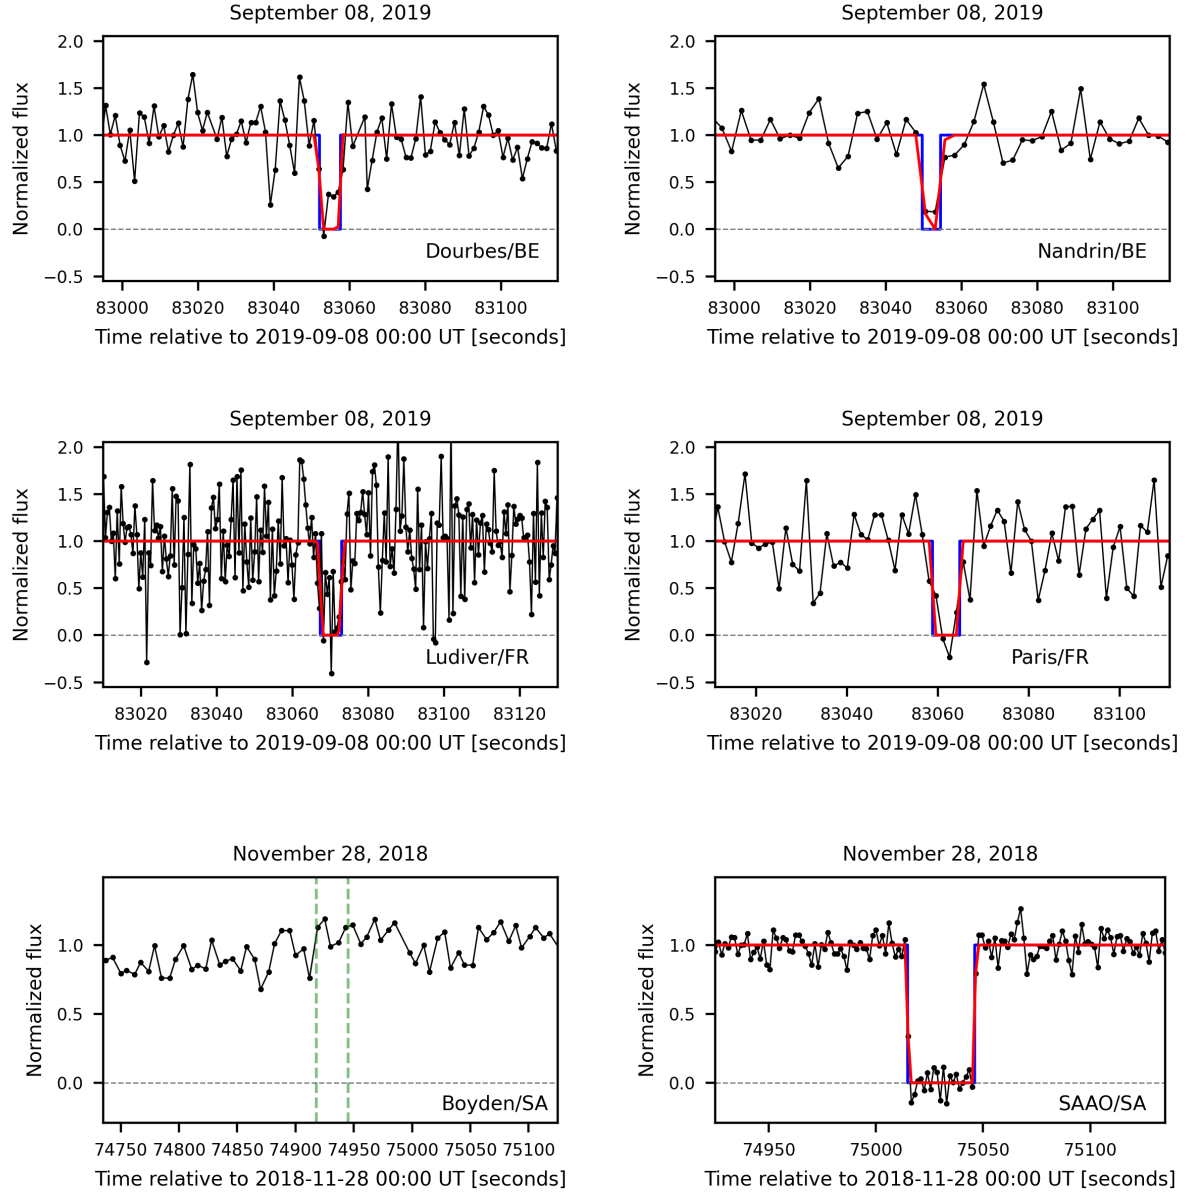 September 08, 2019
2.0
1.5
1.0
0.5
0.0
−0.5
Normalized flux
Dourbes/BE
83000 83020 83040 83060 83080 83100
Time relative to 2019-09-08 00:00 UT [seconds]
September 08, 2019
2.0
1.5
1.0
0.5
0.0
−0.5
Normalized flux
Nandrin/BE
83000 83020 83040 83060 83080 83100
Time relative to 2019-09-08 00:00 UT [seconds]
September 08, 2019
2.0
1.5
1.0
0.5
0.0
−0.5
Normalized flux
Ludiver/FR
83020 83040 83060 83080 83100 83120
Time relative to 2019-09-08 00:00 UT [seconds]
September 08, 2019
2.0
1.5
1.0
0.5
0.0
−0.5
Normalized flux
Paris/FR
83020 83040 83060 83080 83100
Time relative to 2019-09-08 00:00 UT [seconds]
November 28, 2018
1.0
0.5
0.0
Normalized flux
Boyden/SA
74750 74800 74850 74900 74950 75000 75050 75100
Time relative to 2018-11-28 00:00 UT [seconds]
November 28, 2018
1.0
0.5
0.0
Normalized flux
SAAO/SA
74950 75000 75050 75100
Time relative to 2018-11-28 00:00 UT [seconds]